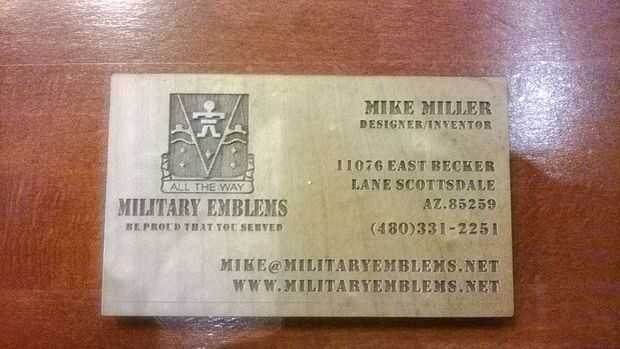 ALL THE WAY
MILITARY EMBLEMS
BE PROUD THAT YOU SERVED
MIKE MILLER
DESIGNER/INVENTOR
11076 EAST BECKER
LANE SCOTTSDALE
AZ.85259
(480)331-2251
MIKE@MILITARYEMBLEMS.NET
WWW.MILITARYEMBLEMS.NET